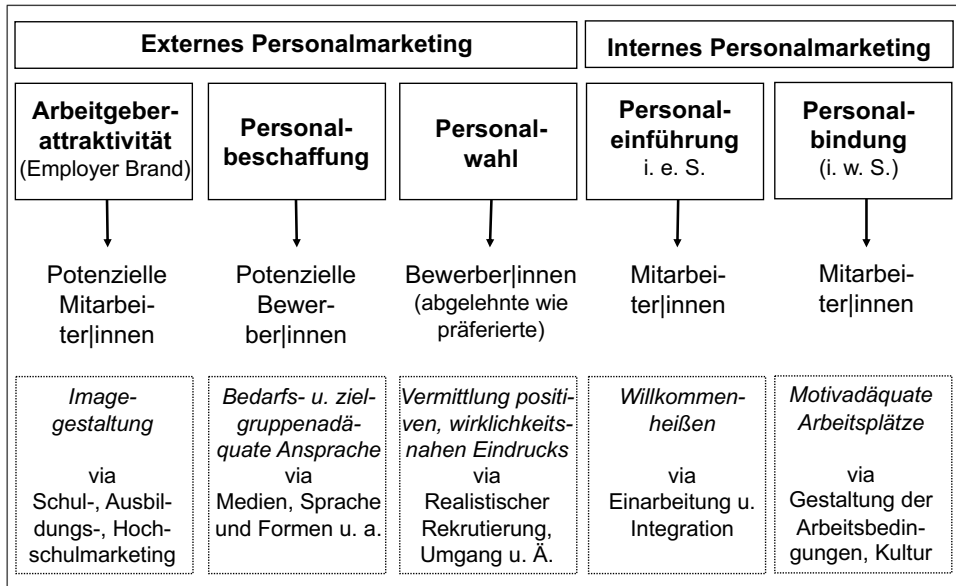 Externes Personalmarketing
Internes Personalmarketing
Arbeitgeber-
attraktivität
(Employer Brand)
Personal-
beschaffung
Personal-
wahl
Personal-
einführung
i. e. S.
Personal-
bindung
(i. w. S.)
Potenzielle
Mitarbei-
ter|innen
Potenzielle
Bewer-
ber|innen
Bewerber|innen
(abgelehnte wie
präferierte)
Mitarbei-
ter|innen
Mitarbei-
ter|innen
Image-
gestaltung
via
Schul-, Ausbil-
dungs-, Hoch-
schulmarketing
Bedarfs- u. ziel-
gruppenadä-
quate Ansprache
via
Medien, Sprache
und Formen u. a.
Vermittlung positi-
ven, wirklichkeits-
nahen Eindrucks
via
Realistischer
Rekrutierung,
Umgang u. Ä.
Willkommen-
heißen
via
Einarbeitung u.
Integration
Motivadäquate
Arbeitsplätze
via
Gestaltung der
Arbeitsbedin-
gungen, Kultur